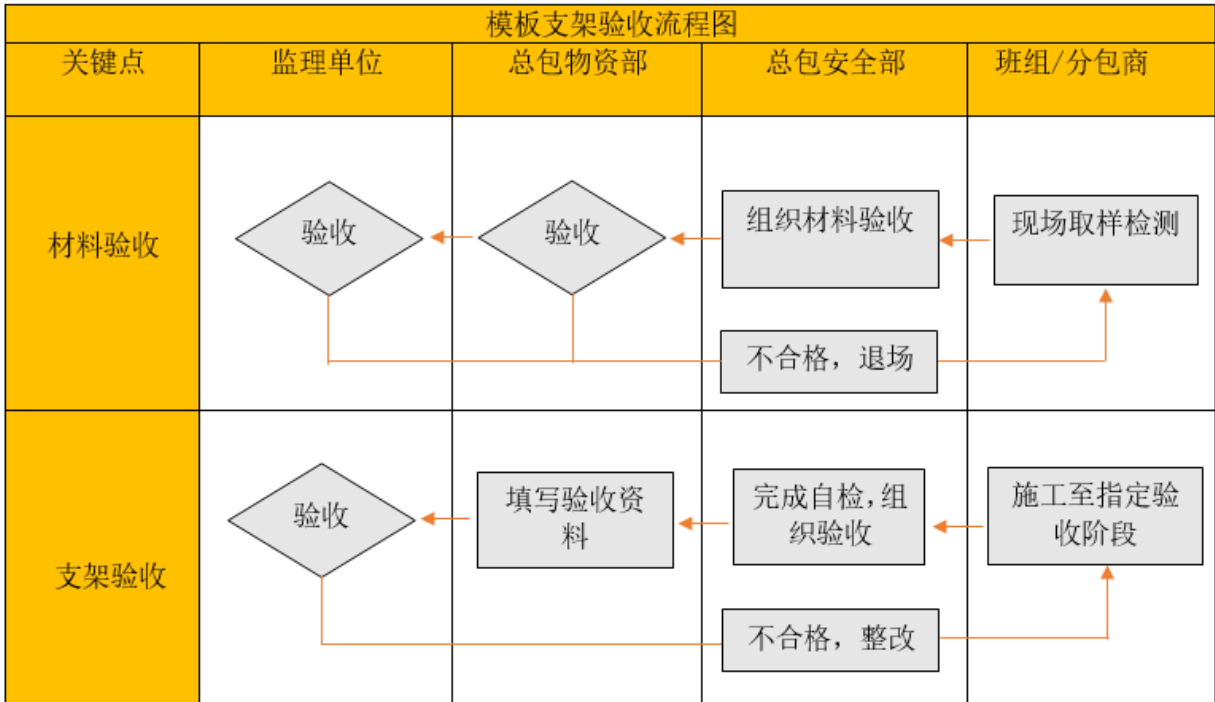 模板支架验收流程图
关键点
监理单位
总包物资部
总包安全部
班组/分包商
材料验收
验收
验收
组织材料验收
现场取样检测
不合格，退场
支架验收
验收
填写验收资
料
完成自检,组
织验收
施工至指定验
收阶段
不合格，整改